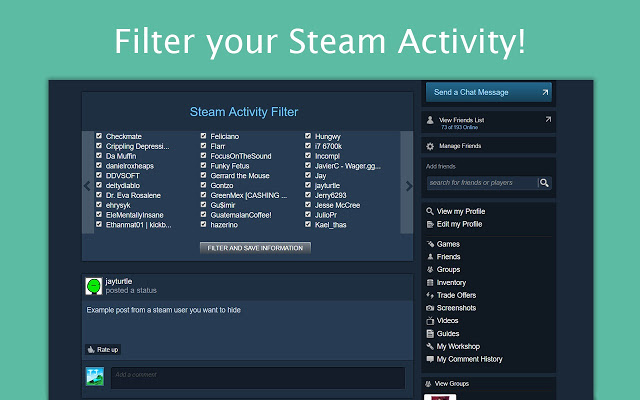 Filter your Steam Activity!
Steam Activity Filter
Checkmate
Crippling Depressi...
Da Muffin
danielroxheaps
DDVSOFT
deltydiablo
Dr. Eva Rosalene
ehrysyk
EleMentallyInsane
Ethanmat01 | kickb...
Feliciano
Flarr
FocusOnTheSound
Funky Fetus
Gerrard the Mouse
Gontzo
GreenMex [CASHING ...
Gu$imir
GuatemalanCoffee!
hazerino
Hungwy
i7 6700k
Incompl
JavierC - Wager.gg...
Jay
jayturtle
Jerry6293
Jesse McCree
JulioPr
Kael_thas
FILTER AND SAVE INFORMATION
jayturtle
posted a status
Example post from a steam user you want to hide
Rate up
Add a comment
Send a Chat Message
View Friends List
73 of 193 Online
Manage Friends
Add friends
search for friends or players
View my Profile
Edit my Profile
Games
Friends
Groups
Inventory
Trade Offers
Screenshots
Videos
Guides
My Workshop
My Comment History
View Groups